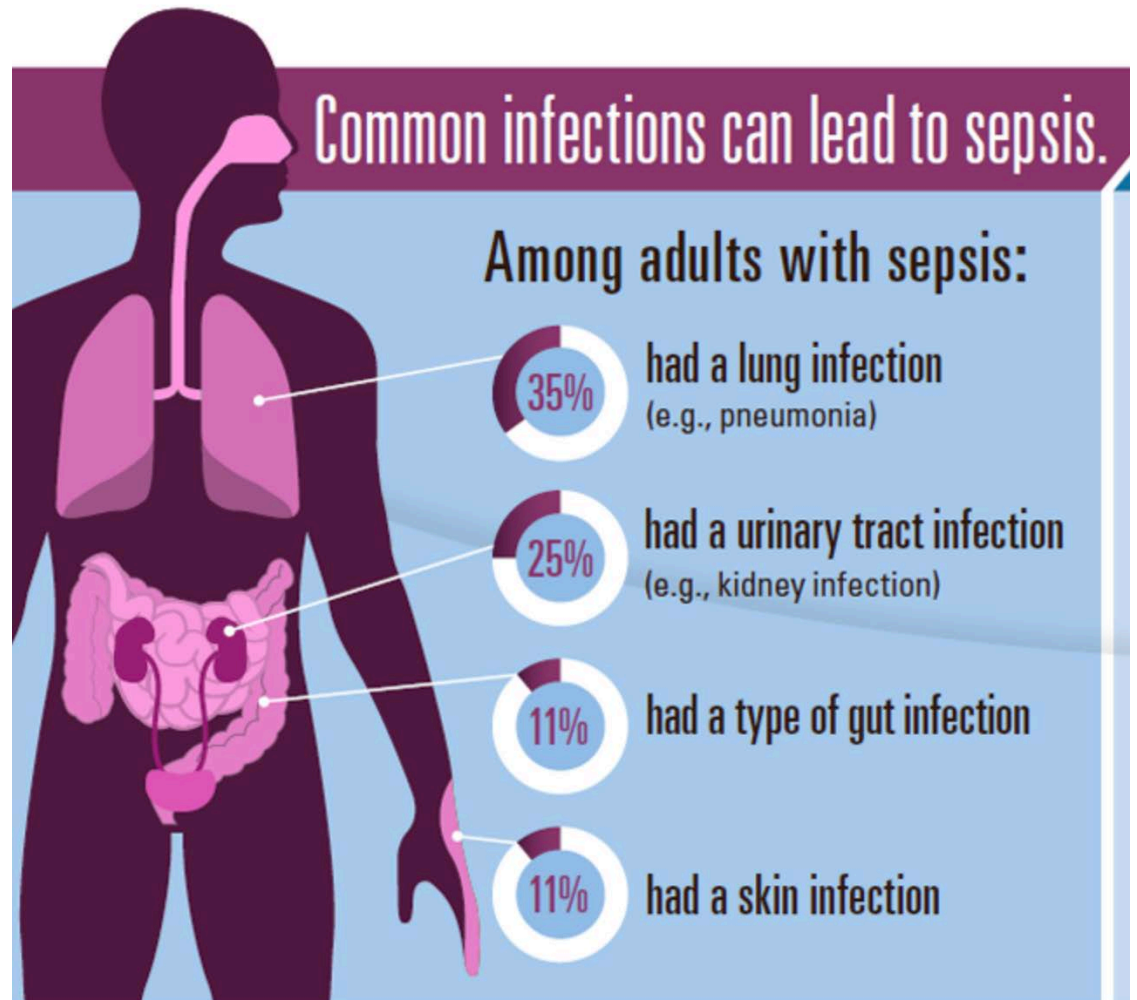 Common infections can lead to sepsis.
Among adults with sepsis:
35%
had a lung infection
(e.g., pneumonia)
25%
had a urinary tract infection
(e.g., kidney infection)
11%
had a type of gut infection
11%
had a skin infection